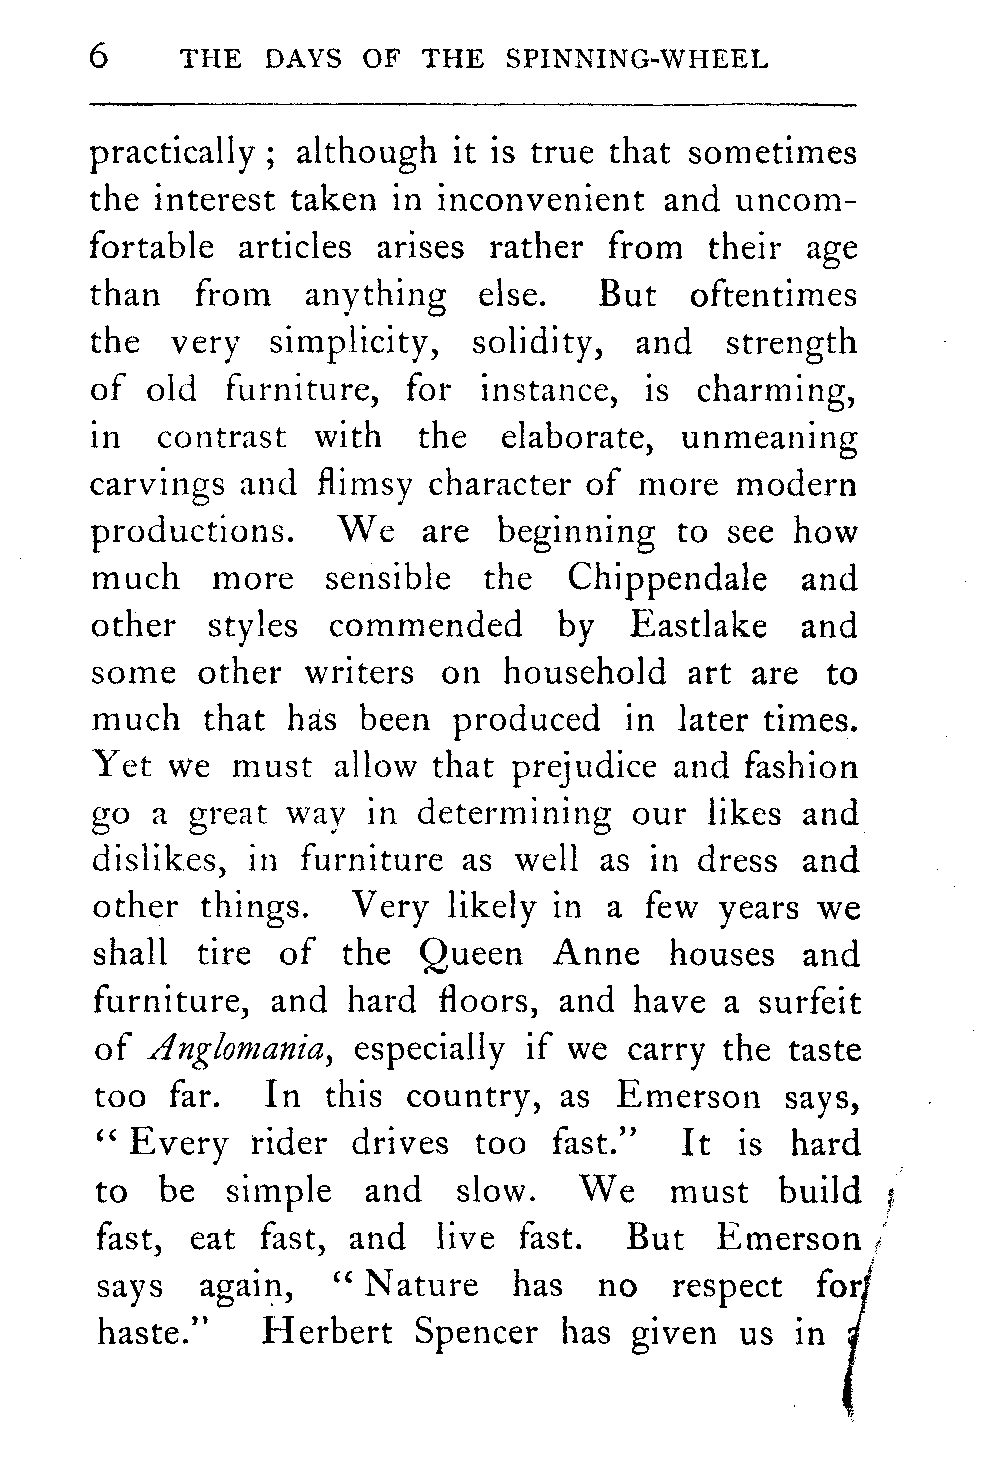 6 THE DAYS OF THE SPINNING-WHEEL
practically ; although it is true that sometimes
the interest taken in inconvenient and uncom-
fortable articles arises rather from their age
than from anything else. But oftentimes
the very simplicity, solidity, and strength
of old furniture, for instance, is charming,
in contrast with the elaborate, unmeaning
carvings and flimsy character of more modern
productions. We are beginning to see how
much more sensible the Chippendale and
other styles commended by Eastlake and
some other writers on household art are to
much that has been produced in later times.
Yet we must allow that prejudice and fashion
go a great way in determining our likes and
dislikes, in furniture as well as in dress and
other things. Very likely in a few years we
shall tire of the Queen Anne houses and
furniture, and hard floors, and have a surfeit
of Anglomania, especially if we carry the taste
too far. In this country, as Emerson says,
“ Every rider drives too fast.” It is hard
to be simple and slow. We must build
fast, eat fast, and live fast. But Emerson
says again, “ Nature has no respect for
haste.” Herbert Spencer has given us in